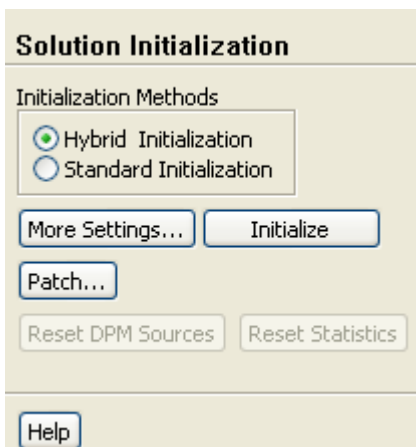 Solution Initialization
Initialization Methods
Hybrid Initialization
Standard Initialization
More Settings... Initialize
Patch...
Reset DPM Sources Reset Statistics
Help